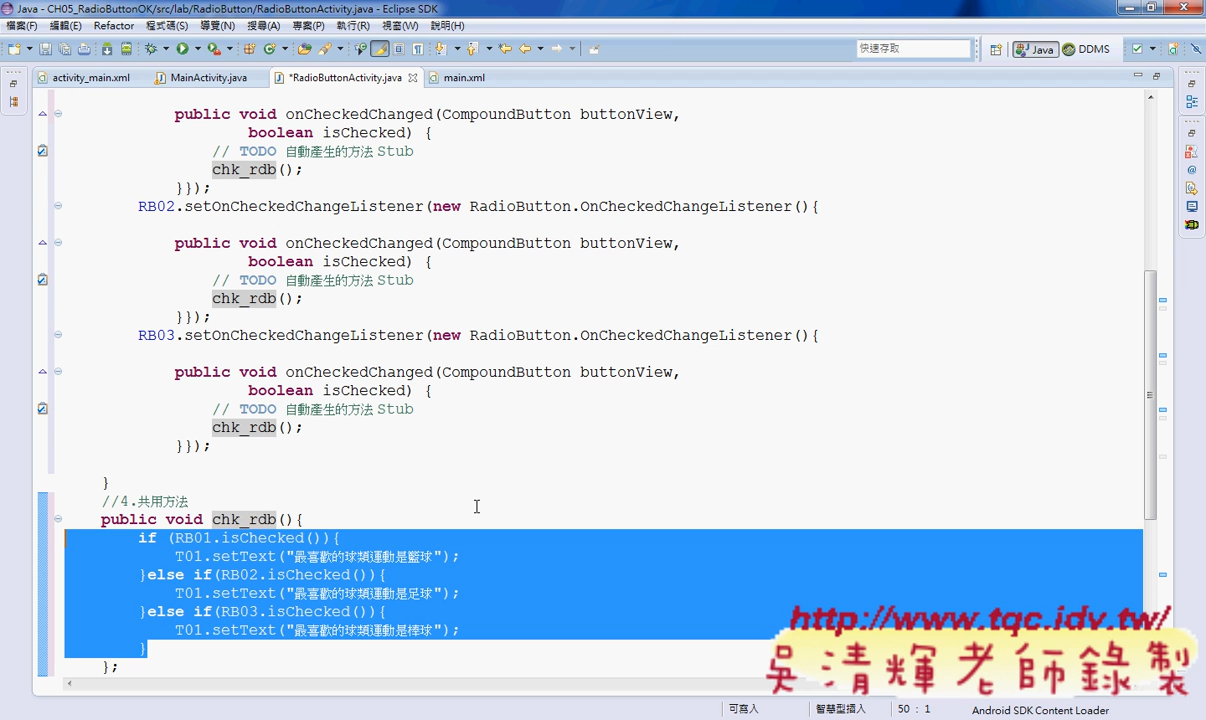 Java - CH05_RadioButtonOK/src/lab/RadioButton/RadioButtonActivity.java - Eclipse SDK
檔案(F) 編輯(E) Refactor 程式碼(S) 導覽(N) 搜尋(A) 專案(P) 執行(R) 視窗(W) 說明(H)
快速存取 Java DDMS
activity_main.xml MainActivity.java *RadioButtonActivity.java main.xml
public void onCheckedChanged(CompoundButton buttonView,
boolean isChecked) {
// TODO 自動產生的方法 Stub
chk_rdb();
}});
RB02.setOnCheckedChangeListener(new RadioButton.OnCheckedChangeListener(){
public void onCheckedChanged(CompoundButton buttonView,
boolean isChecked) {
// TODO 自動產生的方法 Stub
chk_rdb();
}});
RB03.setOnCheckedChangeListener(new RadioButton.OnCheckedChangeListener(){
public void onCheckedChanged(CompoundButton buttonView,
boolean isChecked) {
// TODO 自動產生的方法 Stub
chk_rdb();
}});
}
//4.共用方法
public void chk_rdb(){
if (RB01.isChecked()){
T01.setText("最喜歡的球類運動是籃球");
}else if(RB02.isChecked()){
T01.setText("最喜歡的球類運動是足球");
}else if(RB03.isChecked()){
T01.setText("最喜歡的球類運動是棒球");
}
};
http://www.tqc.idv.tw/
吳清輝老師錄製
可寫入 智慧型插入 50 : 1 Android SDK Content Loader